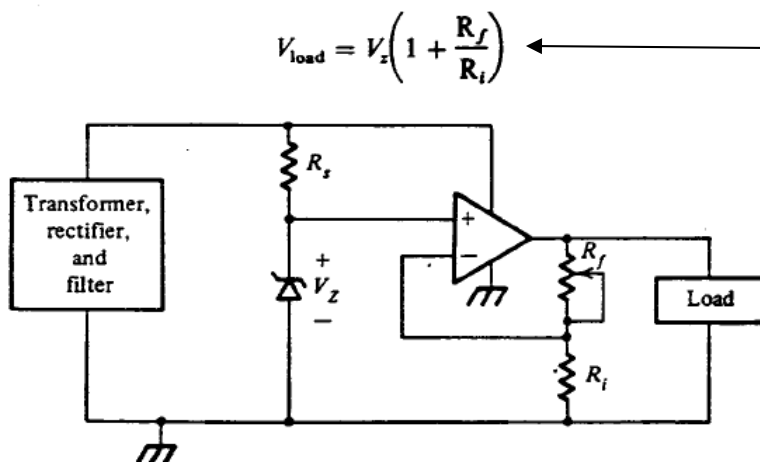 V_load = V_z(1 + R_f/R_i)
R_s
Transformer,
rectifier,
and
filter
+
V_Z
−
+
−
R_f
Load
R_i